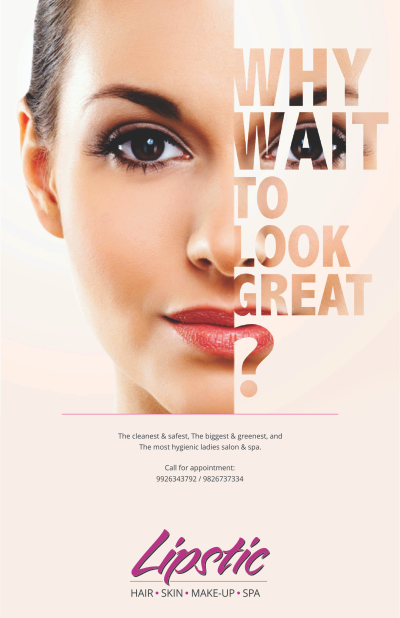 WHY
WAIT
TO
LOOK
GREAT
?
The cleanest & safest, The biggest & greenest, and
The most hygienic ladies salon & spa.
Call for appointment:
9926343792 / 9826737334
Lipstic
HAIR • SKIN • MAKE-UP • SPA